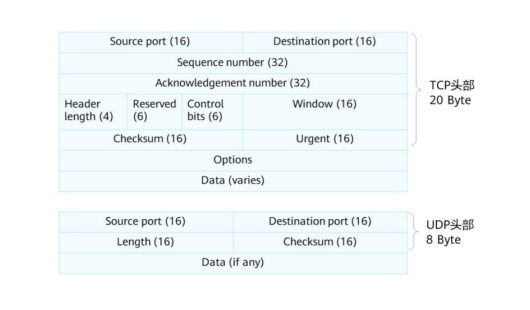 Source port (16) Destination port (16)
Sequence number (32)
Acknowledgement number (32)
Header length (4) Reserved (6) Control bits (6) Window (16)
Checksum (16) Urgent (16)
Options
Data (varies)
TCP头部
20 Byte
Source port (16) Destination port (16)
Length (16) Checksum (16)
Data (if any)
UDP头部
8 Byte